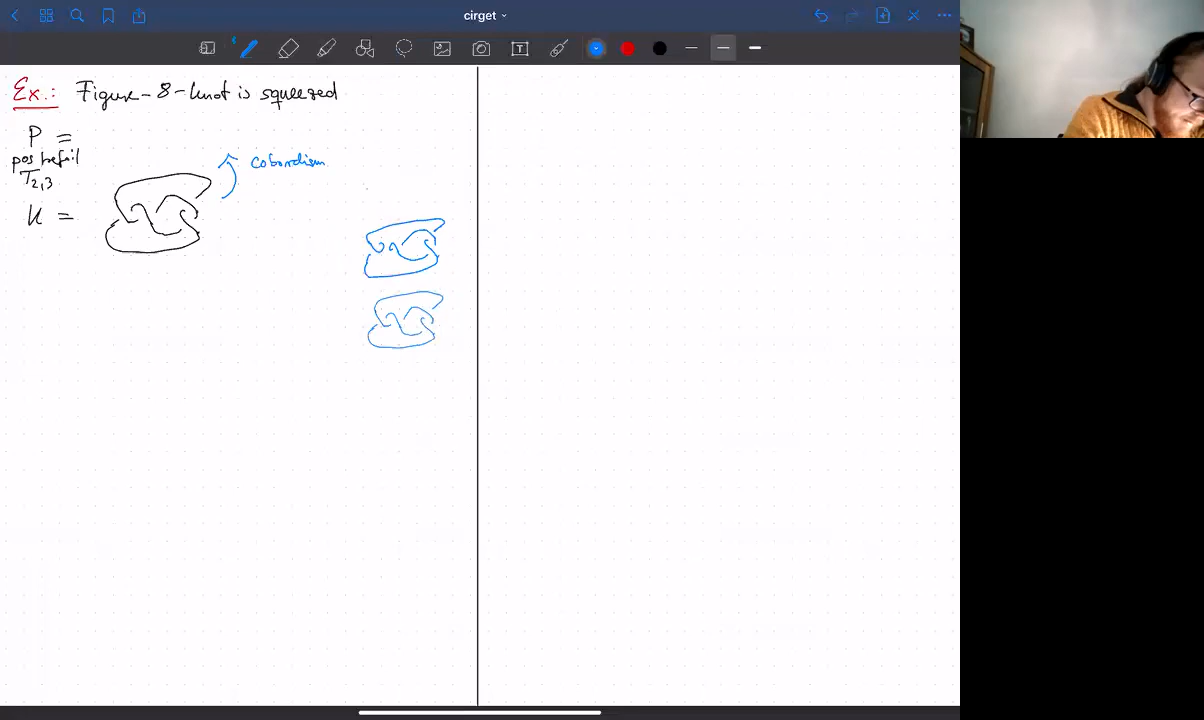 cirget
Ex.: Figure-8-knot is squeezed
P =
pos trefoil
T2,3
cobordism
K =